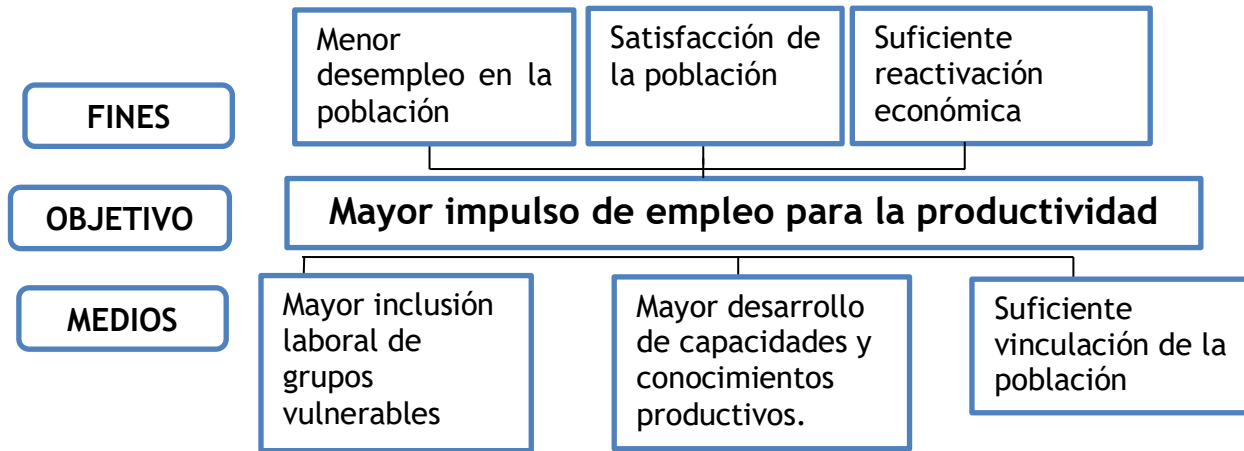 FINES
Menor
desempleo en la
población
Satisfacción de
la población
Suficiente
reactivación
económica
OBJETIVO
Mayor impulso de empleo para la productividad
MEDIOS
Mayor inclusión
laboral de
grupos
vulnerables
Mayor desarrollo
de capacidades y
conocimientos
productivos.
Suficiente
vinculación de la
población